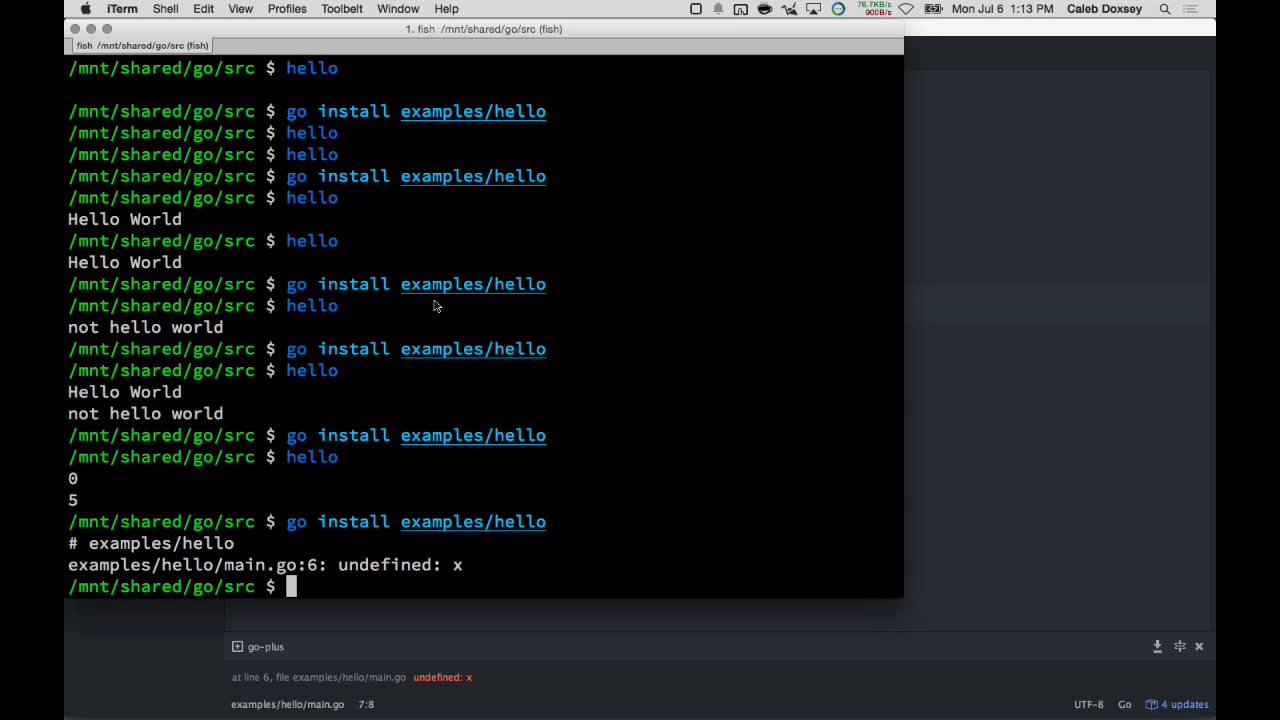 iTerm Shell Edit View Profiles Toolbelt Window Help 76.7KB/s 900B/s Mon Jul 6 1:13 PM Caleb Doxsey
1. fish /mnt/shared/go/src (fish)
fish /mnt/shared/go/src (fish)
/mnt/shared/go/src $ hello
/mnt/shared/go/src $ go install examples/hello
/mnt/shared/go/src $ hello
/mnt/shared/go/src $ hello
/mnt/shared/go/src $ go install examples/hello
/mnt/shared/go/src $ hello
Hello World
/mnt/shared/go/src $ hello
Hello World
/mnt/shared/go/src $ go install examples/hello
/mnt/shared/go/src $ hello
not hello world
/mnt/shared/go/src $ go install examples/hello
/mnt/shared/go/src $ hello
Hello World
not hello world
/mnt/shared/go/src $ go install examples/hello
/mnt/shared/go/src $ hello
0
5
/mnt/shared/go/src $ go install examples/hello
# examples/hello
examples/hello/main.go:6: undefined: x
/mnt/shared/go/src $
go-plus
at line 6, file examples/hello/main.go undefined: x
examples/hello/main.go 7:8 UTF-8 Go 4 updates